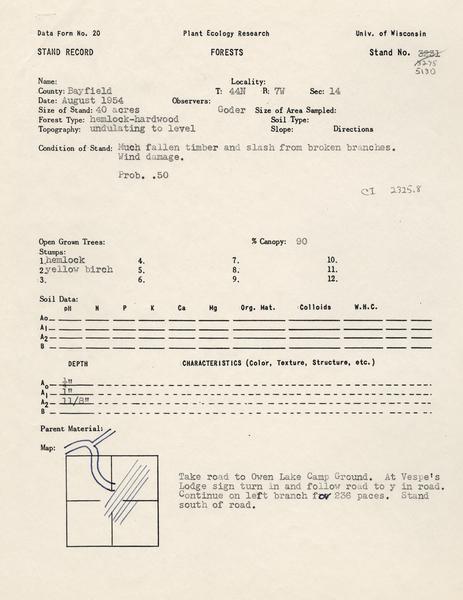 Data Form No. 20 Plant Ecology Research Univ. of Wisconsin
STAND RECORD FORESTS Stand No. 3231
5275
5130
Name: Locality:
County: Bayfield T: 44N R: 7W Sec: 14
Date: August 1954 Observers:
Size of Stand: 40 acres Goder Size of Area Sampled:
Forest Type: hemlock-hardwood Soil Type:
Topography: undulating to level Slope: Directions
Condition of Stand: Much fallen timber and slash from broken branches.
Wind damage.
Prob. .50
CI 2325.8
Open Grown Trees: % Canopy: 90
Stumps:
1. hemlock 4. 7. 10.
2. yellow birch 5. 8. 11.
3. 6. 9. 12.
Soil Data:
pH N P K Ca Mg Org. Mat. Colloids W.H.C.
A₀
A₁
A₂
B
DEPTH CHARACTERISTICS (Color, Texture, Structure, etc.)
A₀ ½"
A₁ 1"
A₂ 11/8"
B
Parent Material:
Map:
Take road to Owen Lake Camp Ground. At Vespe's
Lodge sign turn in and follow road to y in road.
Continue on left branch for 236 paces. Stand
south of road.